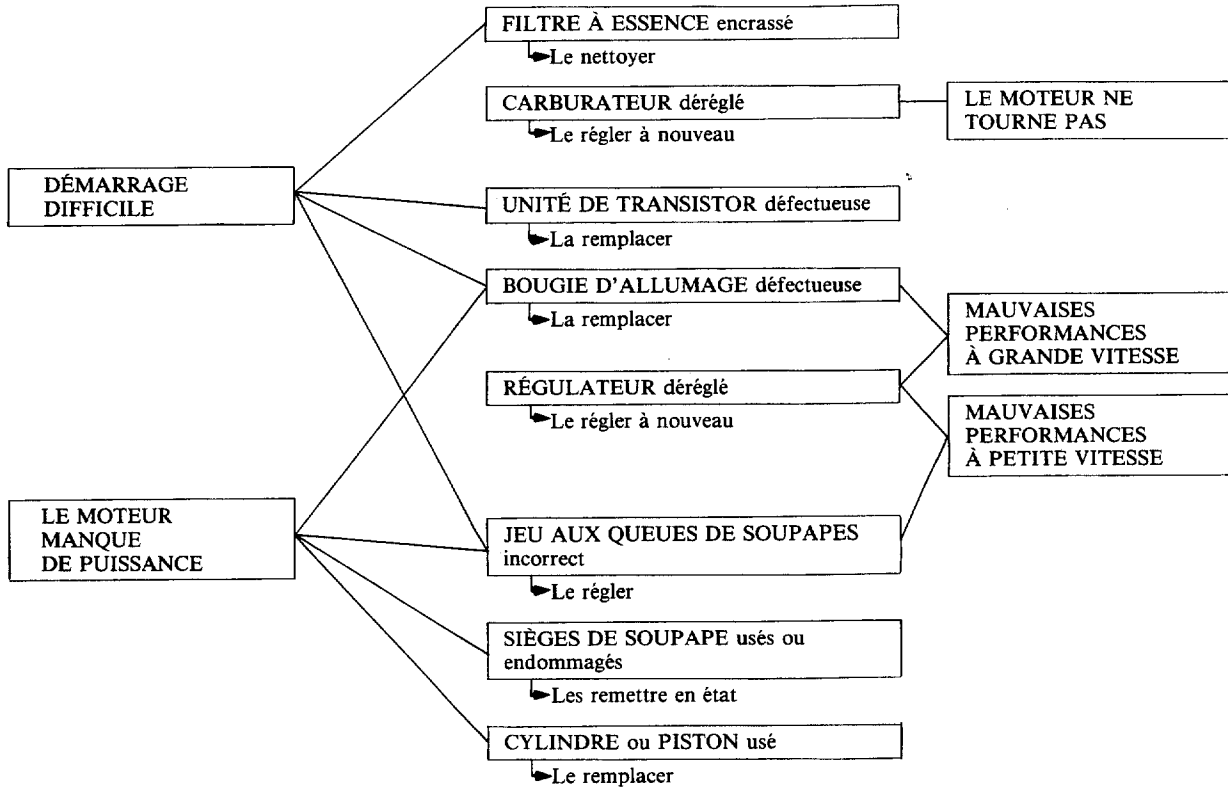 FILTRE À ESSENCE encrassé
Le nettoyer
CARBURATEUR déréglé
Le régler à nouveau
LE MOTEUR NE
TOURNE PAS
DÉMARRAGE
DIFFICILE
UNITÉ DE TRANSISTOR défectueuse
La remplacer
BOUGIE D'ALLUMAGE défectueuse
La remplacer
MAUVAISES
PERFORMANCES
À GRANDE VITESSE
RÉGULATEUR déréglé
Le régler à nouveau
MAUVAISES
PERFORMANCES
À PETITE VITESSE
LE MOTEUR
MANQUE
DE PUISSANCE
JEU AUX QUEUES DE SOUPAPES
incorrect
Le régler
SIÈGES DE SOUPAPE usés ou
endommagés
Les remettre en état
CYLINDRE ou PISTON usé
Le remplacer